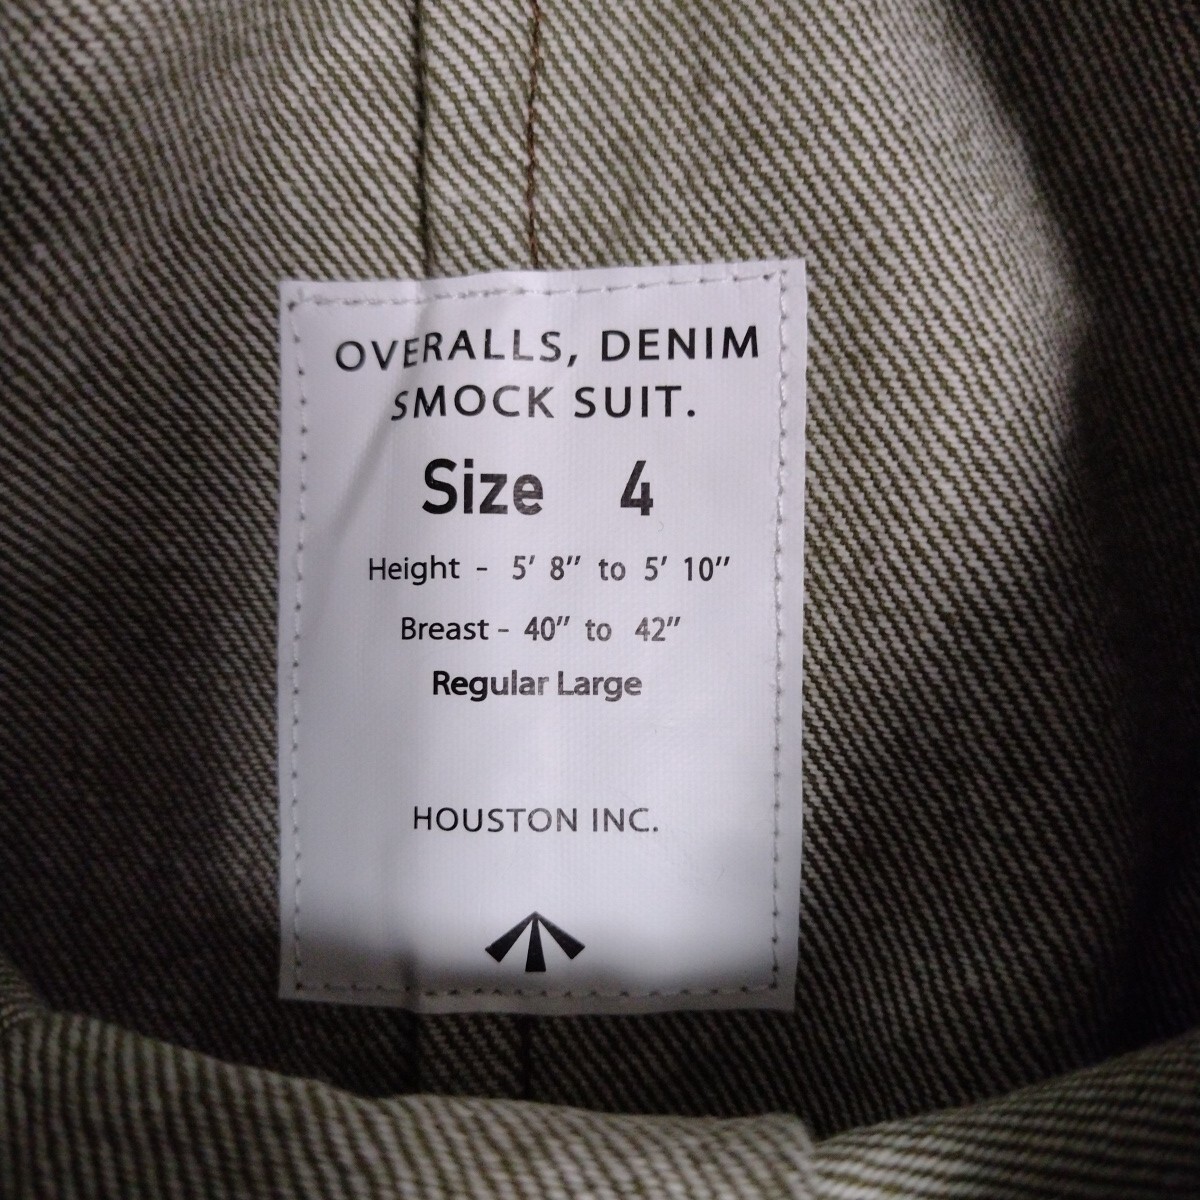 OVERALLS, DENIM
SMOCK SUIT.
Size 4
Height - 5′ 8″ to 5′ 10″
Breast - 40″ to 42″
Regular Large
HOUSTON INC.